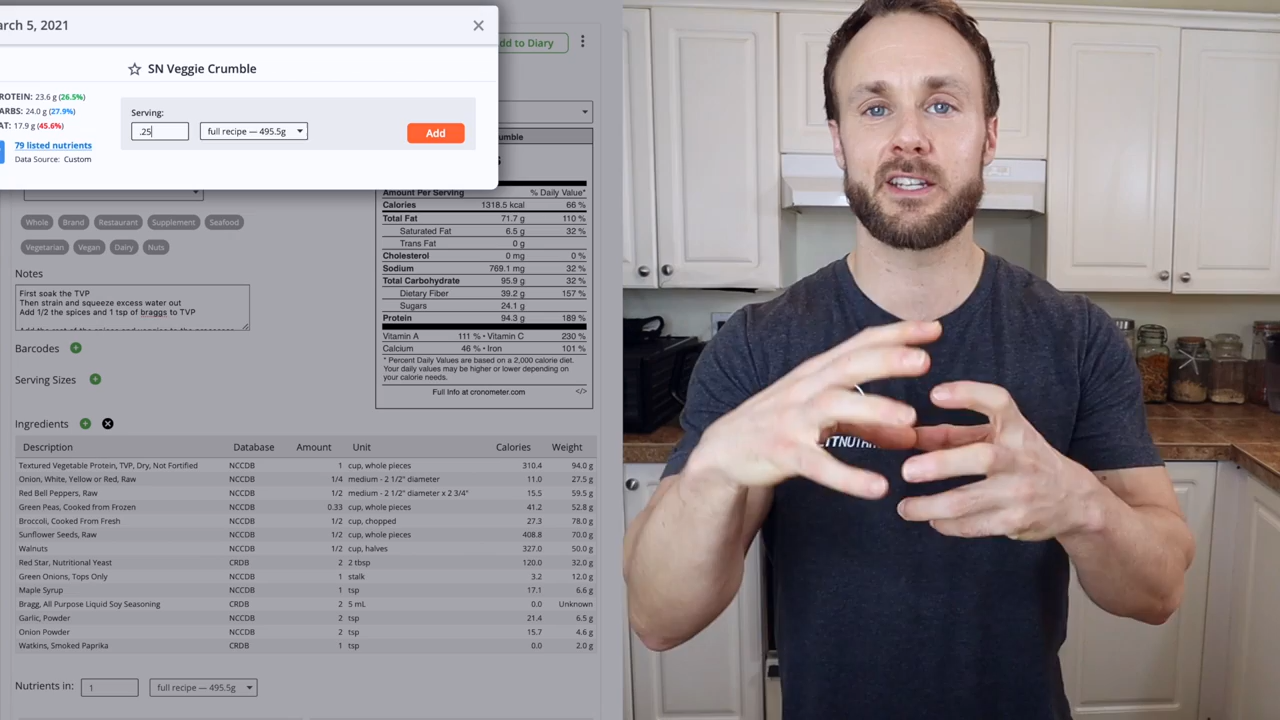 arch 5, 2021
SN Veggie Crumble
ROTEIN: 23.6 g (26.5%)
ARBS: 24.0 g (27.9%)
AT: 17.9 g (45.6%)
79 listed nutrients
Data Source: Custom
Serving:
.25 full recipe — 495.5g
Add
dd to Diary
Whole Brand Restaurant Supplement Seafood
Vegetarian Vegan Dairy Nuts
Notes
First soak the TVP
Then strain and squeeze excess water out
Add 1/2 the spices and 1 tsp of braggs to TVP
Barcodes
Serving Sizes
umble
s
Amount Per Serving % Daily Value*
Calories 1318.5 kcal 66 %
Total Fat 71.7 g 110 %
Saturated Fat 6.5 g 32 %
Trans Fat 0 g
Cholesterol 0 mg 0 %
Sodium 769.1 mg 32 %
Total Carbohydrate 95.9 g 32 %
Dietary Fiber 39.2 g 157 %
Sugars 24.1 g
Protein 94.3 g 189 %
Vitamin A 111 % • Vitamin C 230 %
Calcium 46 % • Iron 101 %
* Percent Daily Values are based on a 2,000 calorie diet.
Your daily values may be higher or lower depending on
your calorie needs.
Full Info at cronometer.com </>
Ingredients
Description Database Amount Unit Calories Weight
Textured Vegetable Protein, TVP, Dry, Not Fortified NCCDB 1 cup, whole pieces 310.4 94.0 g
Onion, White, Yellow or Red, Raw NCCDB 1/4 medium - 2 1/2" diameter 11.0 27.5 g
Red Bell Peppers, Raw NCCDB 1/2 medium - 2 1/2" diameter x 2 3/4" 15.5 59.5 g
Green Peas, Cooked from Frozen NCCDB 0.33 cup, whole pieces 41.2 52.8 g
Broccoli, Cooked From Fresh NCCDB 1/2 cup, chopped 27.3 78.0 g
Sunflower Seeds, Raw NCCDB 1/2 cup, whole pieces 408.8 70.0 g
Walnuts NCCDB 1/2 cup, halves 327.0 50.0 g
Red Star, Nutritional Yeast CRDB 2 2 tbsp 120.0 32.0 g
Green Onions, Tops Only NCCDB 1 stalk 3.2 12.0 g
Maple Syrup NCCDB 1 tsp 17.1 6.6 g
Bragg, All Purpose Liquid Soy Seasoning CRDB 2 5 mL 0.0 Unknown
Garlic, Powder NCCDB 2 tsp 21.4 6.5 g
Onion Powder NCCDB 2 tsp 15.7 4.6 g
Watkins, Smoked Paprika CRDB 1 tsp 0.0 2.0 g
Nutrients in: 1 full recipe — 495.5g